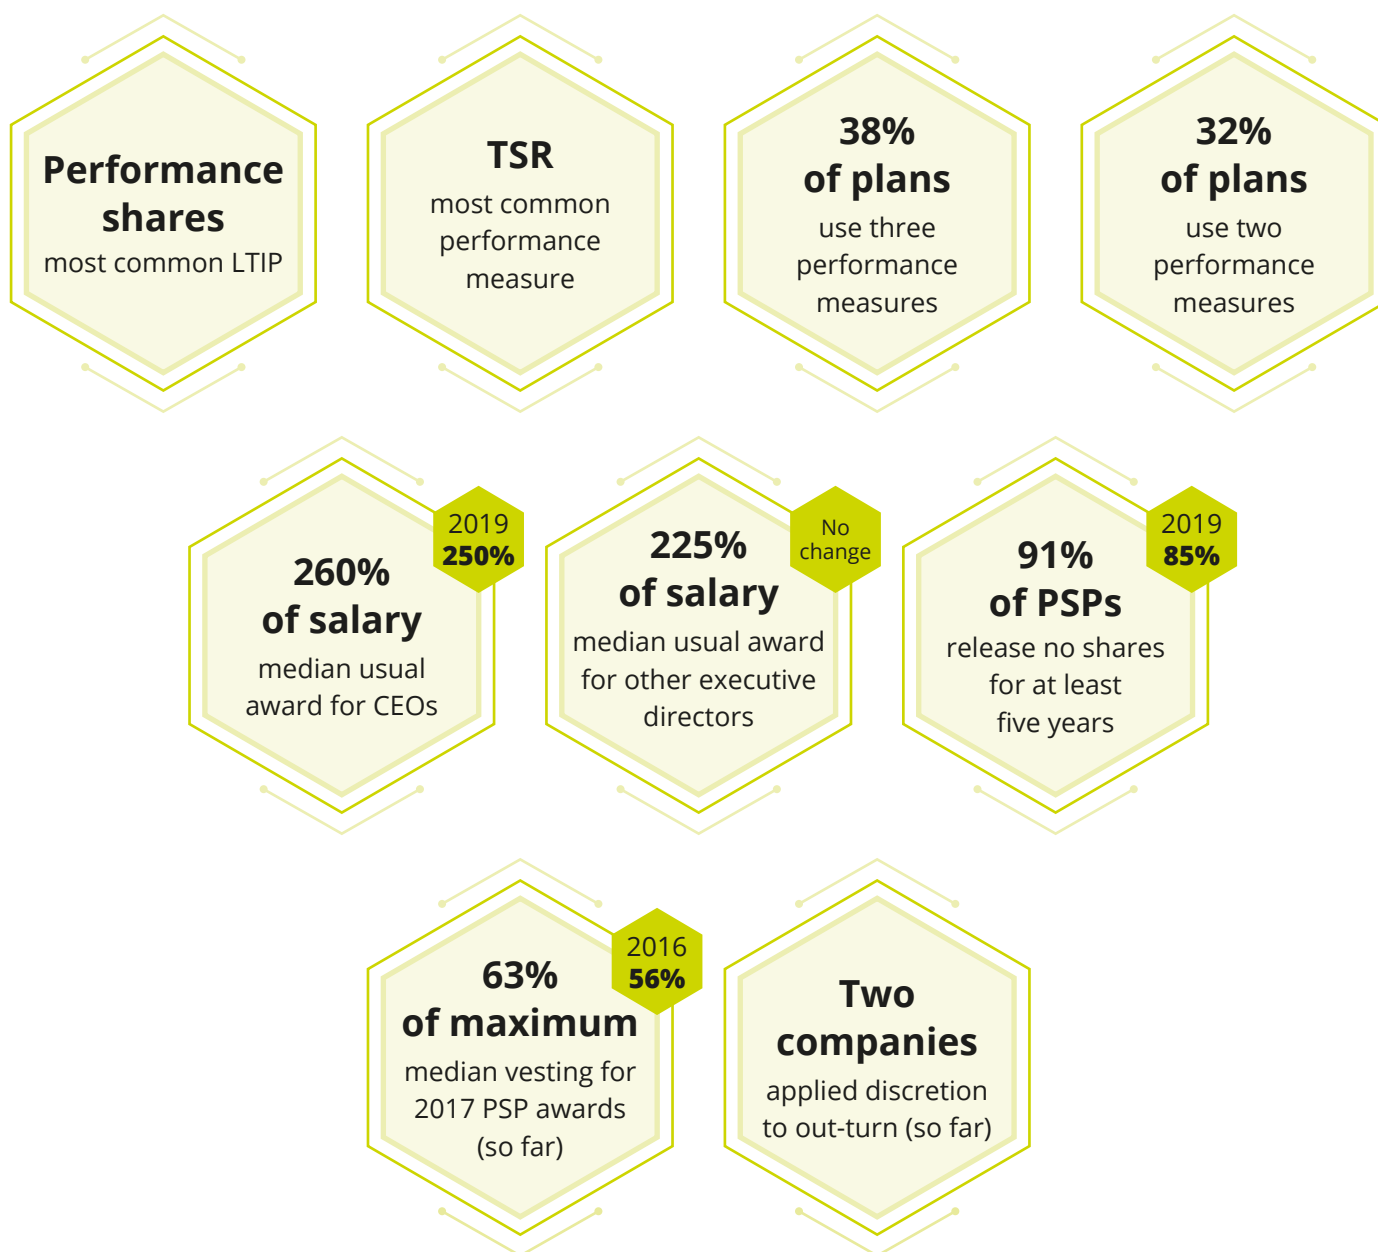 Performance
shares
most common LTIP
TSR
most common
performance
measure
38%
of plans
use three
performance
measures
32%
of plans
use two
performance
measures
260%
of salary
median usual
award for CEOs
2019
250%
225%
of salary
median usual award
for other executive
directors
No
change
91%
of PSPs
release no shares
for at least
five years
2019
85%
63%
of maximum
median vesting for
2017 PSP awards
(so far)
2016
56%
Two
companies
applied discretion
to out-turn (so far)